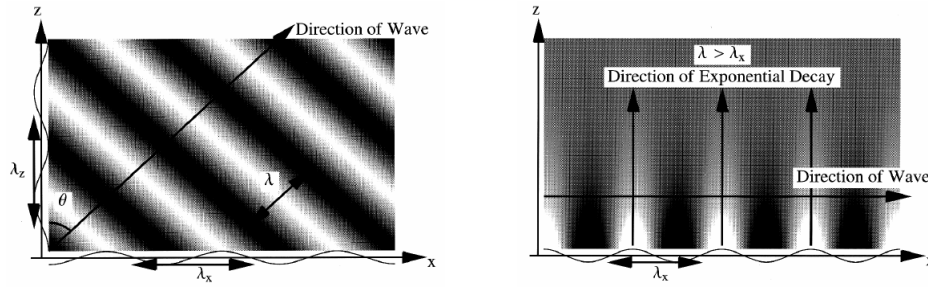 z
Direction of Wave
λz
θ
λ
x
λx
z
λ > λx
Direction of Exponential Decay
Direction of Wave
λx